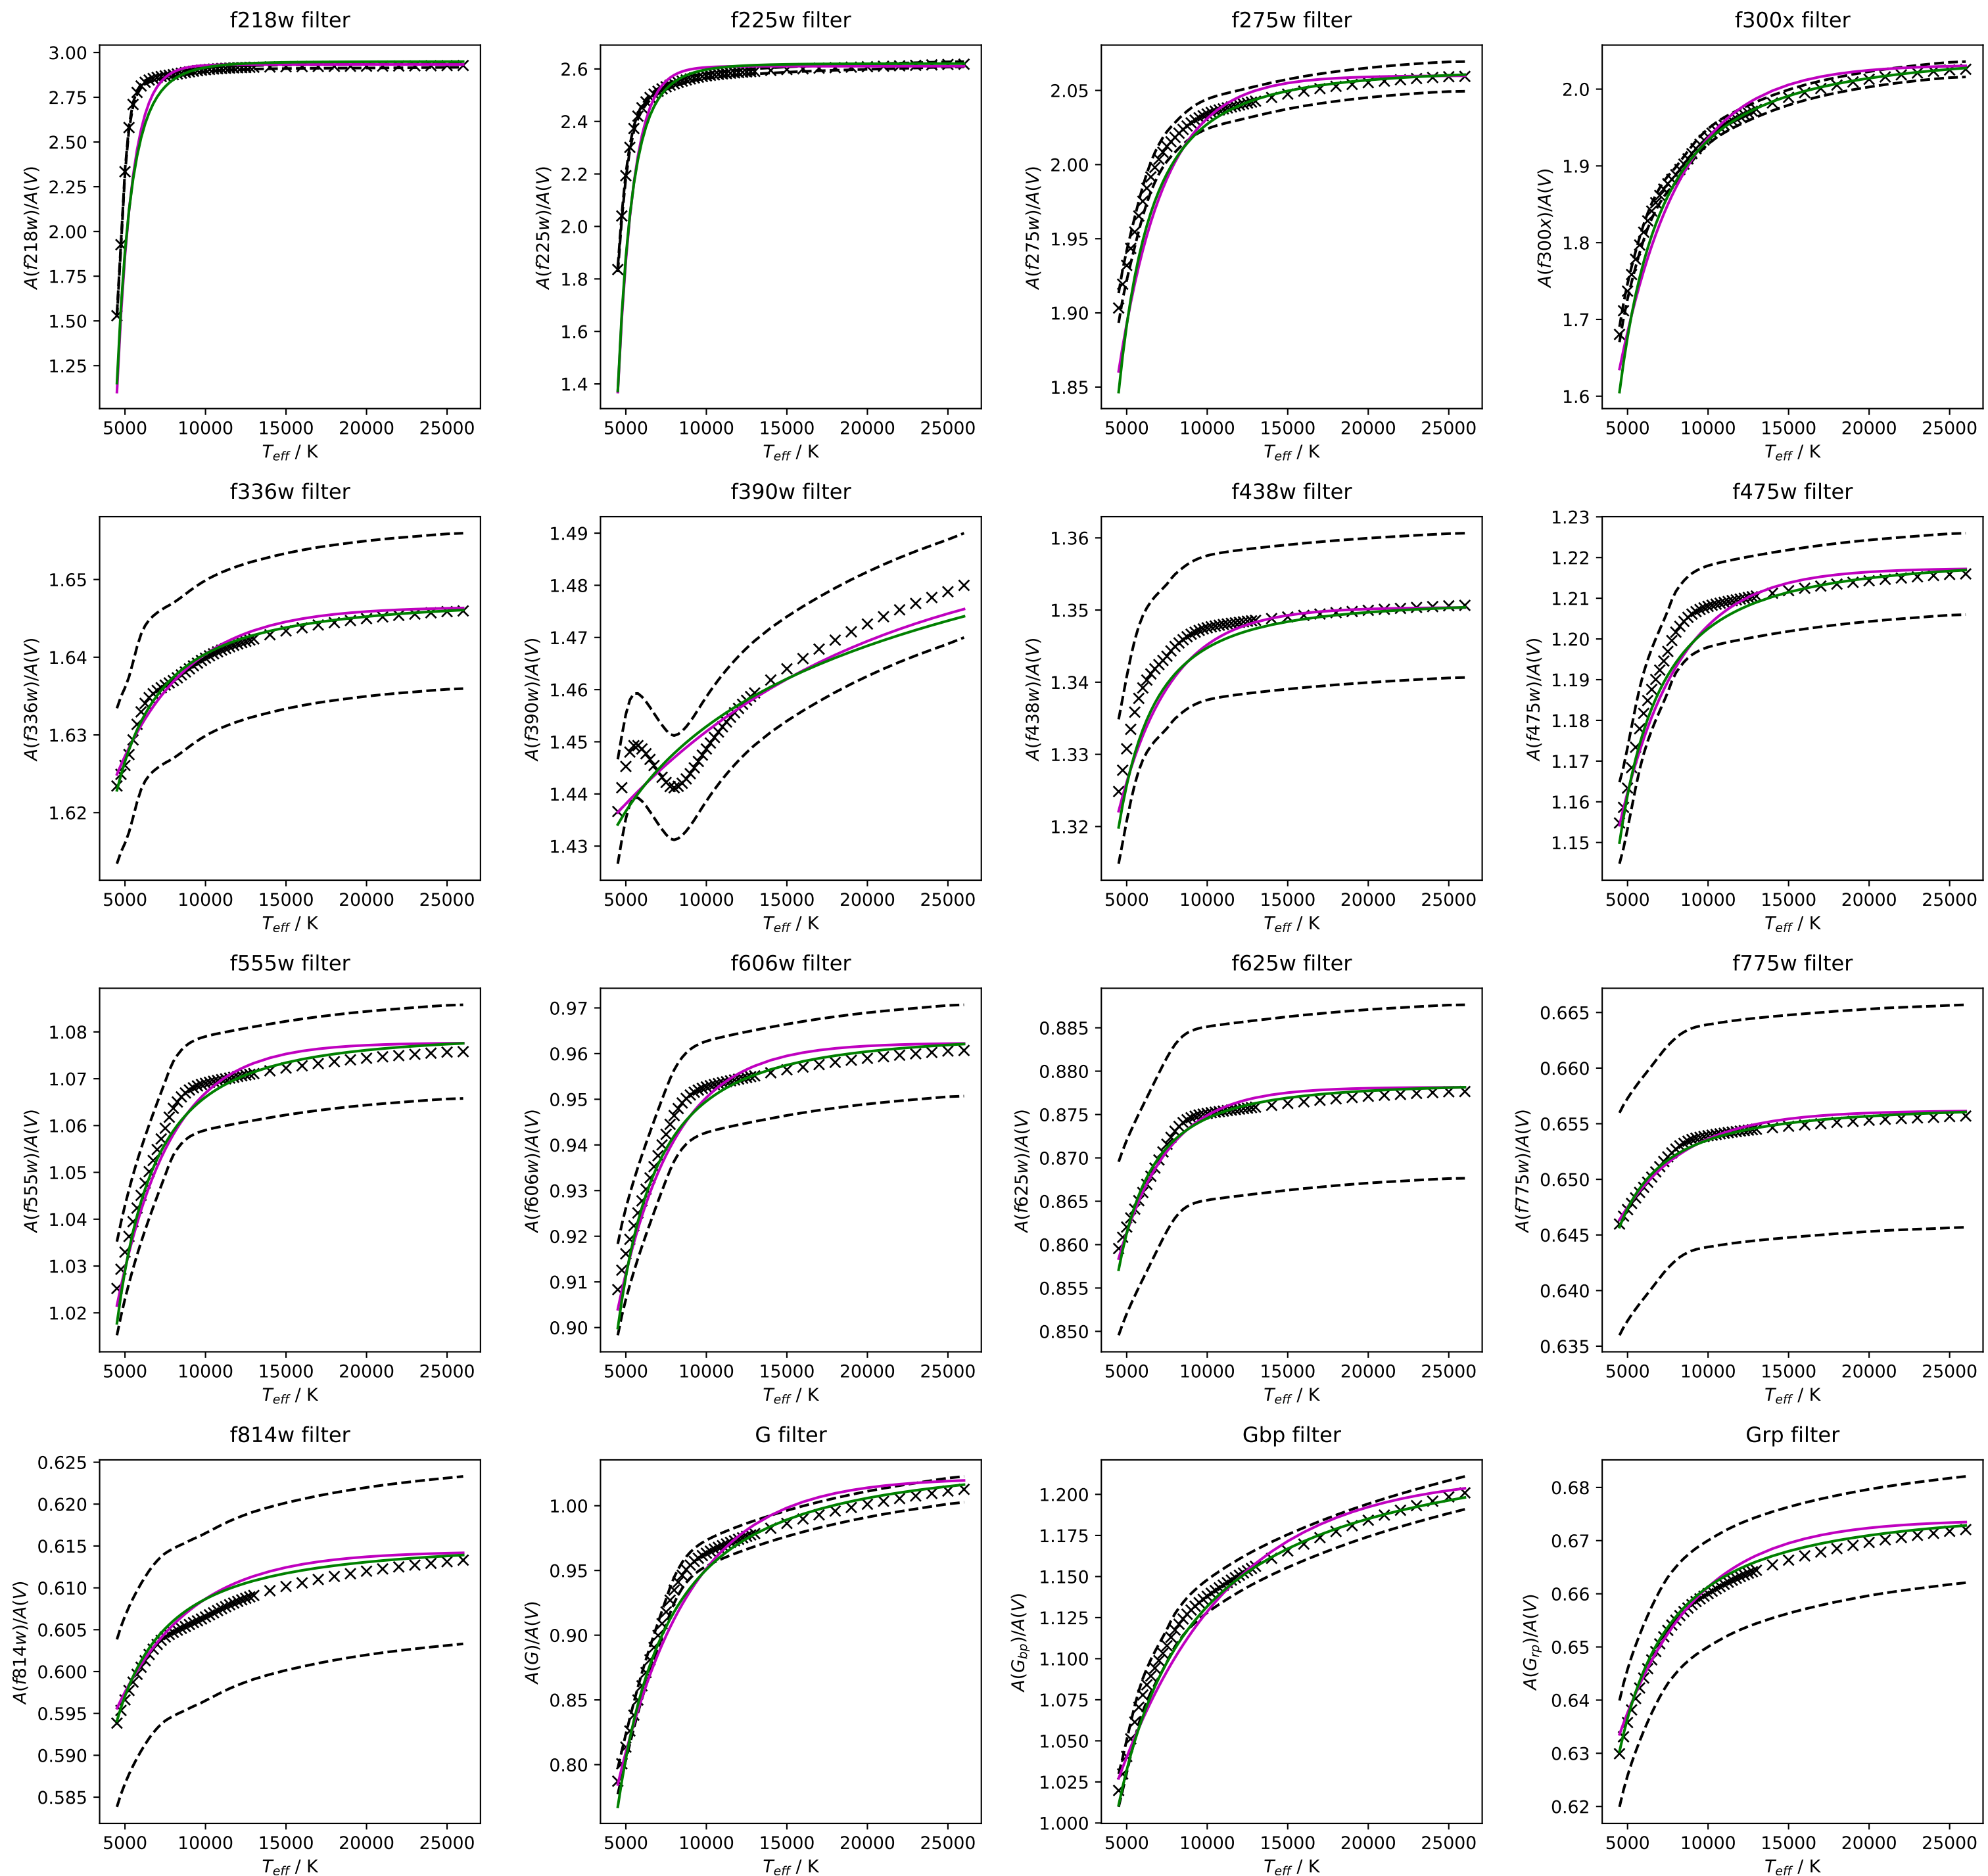 f218w filter
f225w filter
f275w filter
f300x filter
A(f218w)/A(V)
3.00
2.75
2.50
2.25
2.00
1.75
1.50
1.25
5000 10000 15000 20000 25000
T_eff / K
A(f225w)/A(V)
2.6
2.4
2.2
2.0
1.8
1.6
1.4
5000 10000 15000 20000 25000
T_eff / K
A(f275w)/A(V)
2.05
2.00
1.95
1.90
1.85
5000 10000 15000 20000 25000
T_eff / K
A(f300x)/A(V)
2.0
1.9
1.8
1.7
1.6
5000 10000 15000 20000 25000
T_eff / K
f336w filter
f390w filter
f438w filter
f475w filter
A(f336w)/A(V)
1.65
1.64
1.63
1.62
5000 10000 15000 20000 25000
T_eff / K
A(f390w)/A(V)
1.49
1.48
1.47
1.46
1.45
1.44
1.43
5000 10000 15000 20000 25000
T_eff / K
A(f438w)/A(V)
1.36
1.35
1.34
1.33
1.32
5000 10000 15000 20000 25000
T_eff / K
A(f475w)/A(V)
1.23
1.22
1.21
1.20
1.19
1.18
1.17
1.16
1.15
5000 10000 15000 20000 25000
T_eff / K
f555w filter
f606w filter
f625w filter
f775w filter
A(f555w)/A(V)
1.08
1.07
1.06
1.05
1.04
1.03
1.02
5000 10000 15000 20000 25000
T_eff / K
A(f606w)/A(V)
0.97
0.96
0.95
0.94
0.93
0.92
0.91
0.90
5000 10000 15000 20000 25000
T_eff / K
A(f625w)/A(V)
0.885
0.880
0.875
0.870
0.865
0.860
0.855
0.850
5000 10000 15000 20000 25000
T_eff / K
A(f775w)/A(V)
0.665
0.660
0.655
0.650
0.645
0.640
0.635
5000 10000 15000 20000 25000
T_eff / K
f814w filter
G filter
Gbp filter
Grp filter
A(f814w)/A(V)
0.625
0.620
0.615
0.610
0.605
0.600
0.595
0.590
0.585
5000 10000 15000 20000 25000
T_eff / K
A(G)/A(V)
1.00
0.95
0.90
0.85
0.80
5000 10000 15000 20000 25000
T_eff / K
A(G_bp)/A(V)
1.200
1.175
1.150
1.125
1.100
1.075
1.050
1.025
1.000
5000 10000 15000 20000 25000
T_eff / K
A(G_rp)/A(V)
0.68
0.67
0.66
0.65
0.64
0.63
0.62
5000 10000 15000 20000 25000
T_eff / K